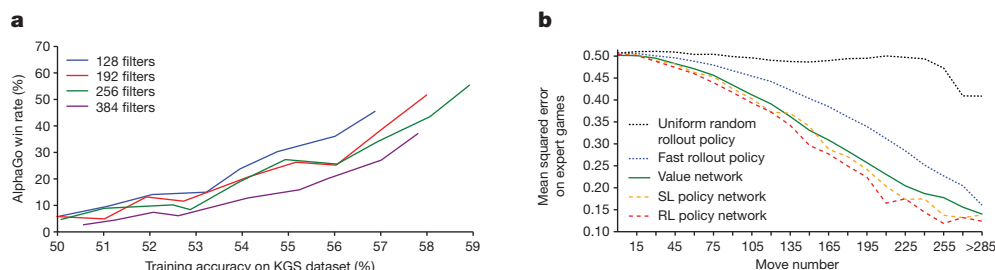 a
AlphaGo win rate (%)
70
60
50
40
30
20
10
0
128 filters
192 filters
256 filters
384 filters
50 51 52 53 54 55 56 57 58 59
Training accuracy on KGS dataset (%)
b
Mean squared error
on expert games
0.50
0.45
0.40
0.35
0.30
0.25
0.20
0.15
0.10
Uniform random
rollout policy
Fast rollout policy
Value network
SL policy network
RL policy network
15 45 75 105 135 165 195 225 255 >285
Move number